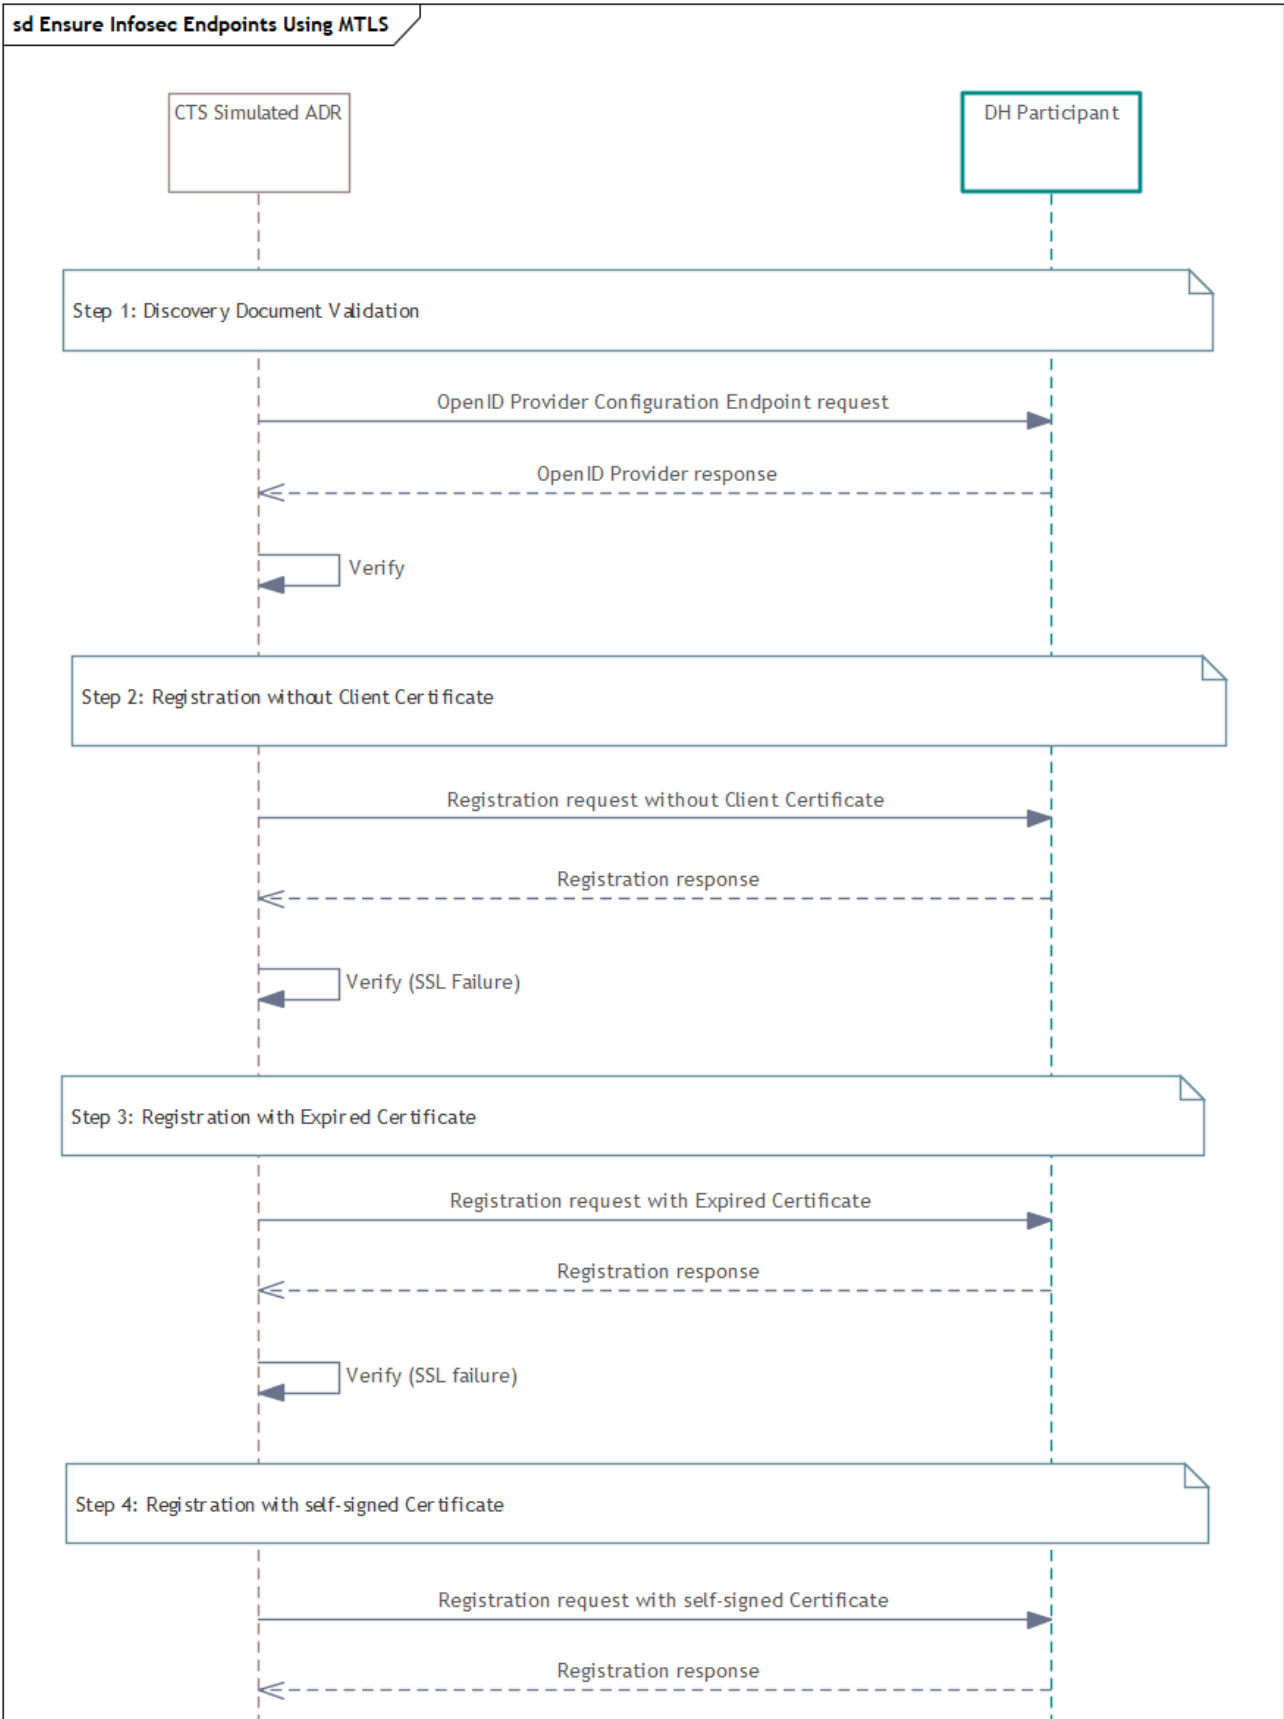 sd Ensure Infosec Endpoints Using MTLS
CTS Simulated ADR
DH Participant
Step 1: Discovery Document Validation
OpenID Provider Configuration Endpoint request
OpenID Provider response
Verify
Step 2: Registration without Client Certificate
Registration request without Client Certificate
Registration response
Verify (SSL Failure)
Step 3: Registration with Expired Certificate
Registration request with Expired Certificate
Registration response
Verify (SSL failure)
Step 4: Registration with self-signed Certificate
Registration request with self-signed Certificate
Registration response